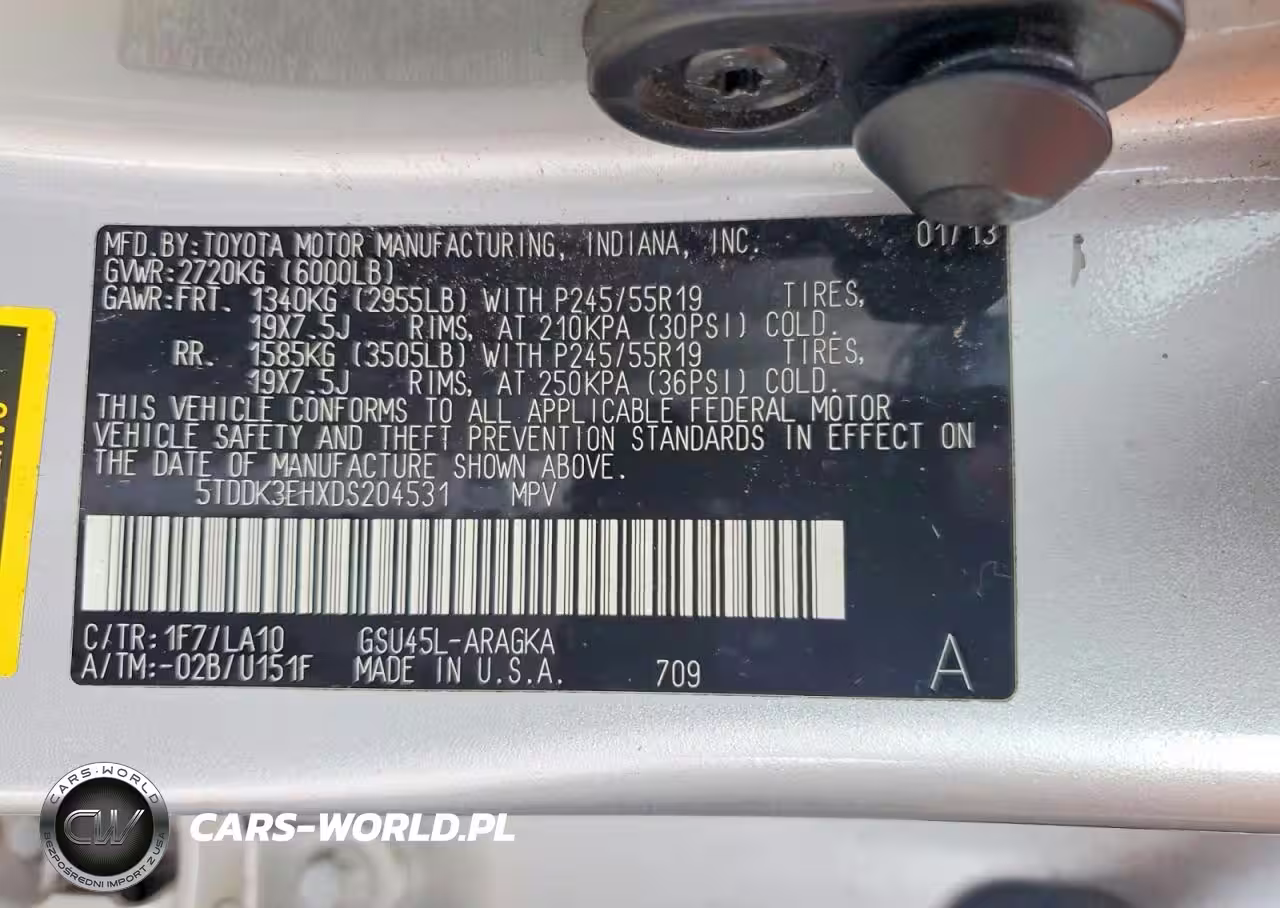 MFD.BY:TOYOTA MOTOR MANUFACTURING, INDIANA, INC. 01/13
GVWR:2720KG (6000LB)
GAWR:FRT. 1340KG (2955LB) WITH P245/55R19 TIRES,
19X7.5J RIMS, AT 210KPA (30PSI) COLD.
RR. 1585KG (3505LB) WITH P245/55R19 TIRES,
19X7.5J RIMS, AT 250KPA (36PSI) COLD.
THIS VEHICLE CONFORMS TO ALL APPLICABLE FEDERAL MOTOR
VEHICLE SAFETY AND THEFT PREVENTION STANDARDS IN EFFECT ON
THE DATE OF MANUFACTURE SHOWN ABOVE.
5TDDK3EHXDS204531 MPV
C/TR:1F7/LA10 GSU45L-ARAGKA
A/TM:-02B/U151F MADE IN U.S.A. 709 A
CARS-WORLD
CW
BEZPOŚREDNI IMPORT Z USA
CARS-WORLD.PL